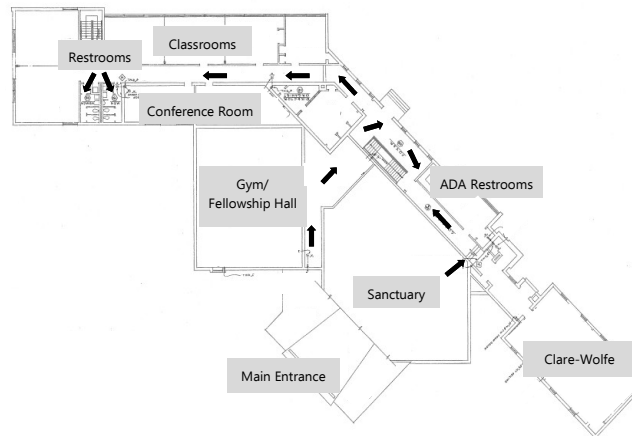 Classrooms
Restrooms
Conference Room
Gym/
Fellowship Hall
ADA Restrooms
Sanctuary
Main Entrance
Clare-Wolfe